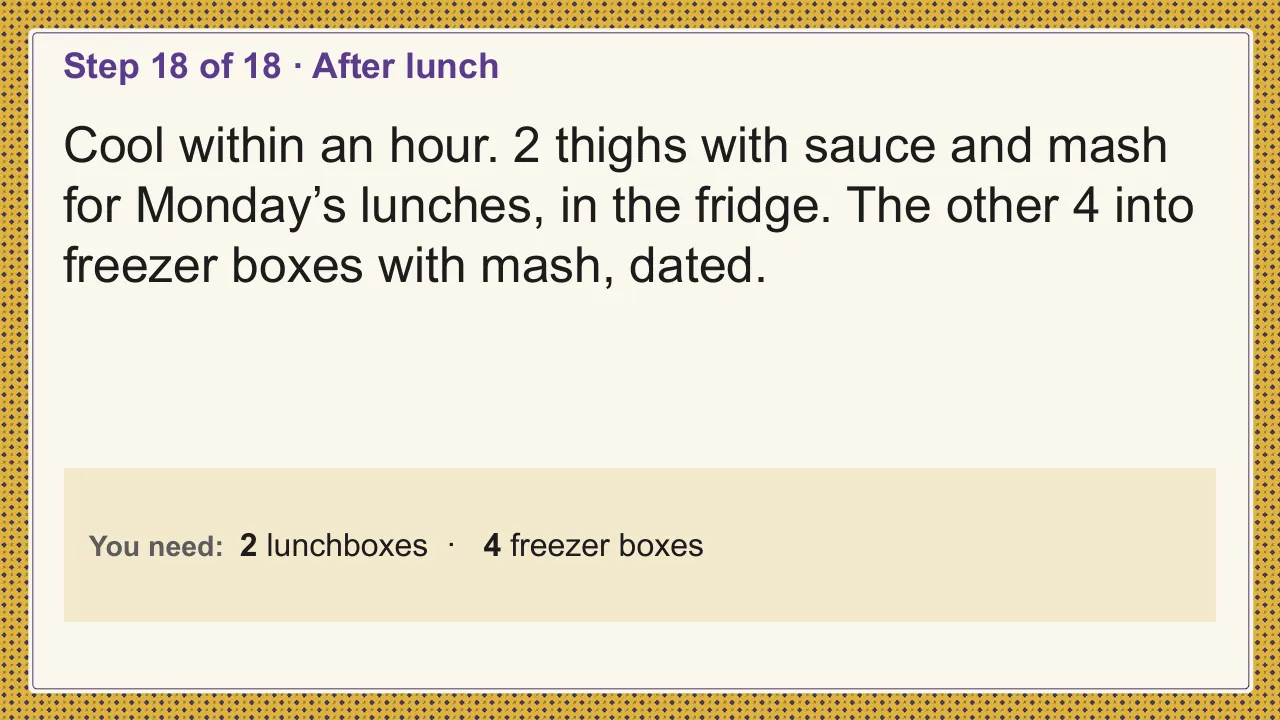 Step 18 of 18 · After lunch
Cool within an hour. 2 thighs with sauce and mash
for Monday’s lunches, in the fridge. The other 4 into
freezer boxes with mash, dated.
You need: 2 lunchboxes · 4 freezer boxes